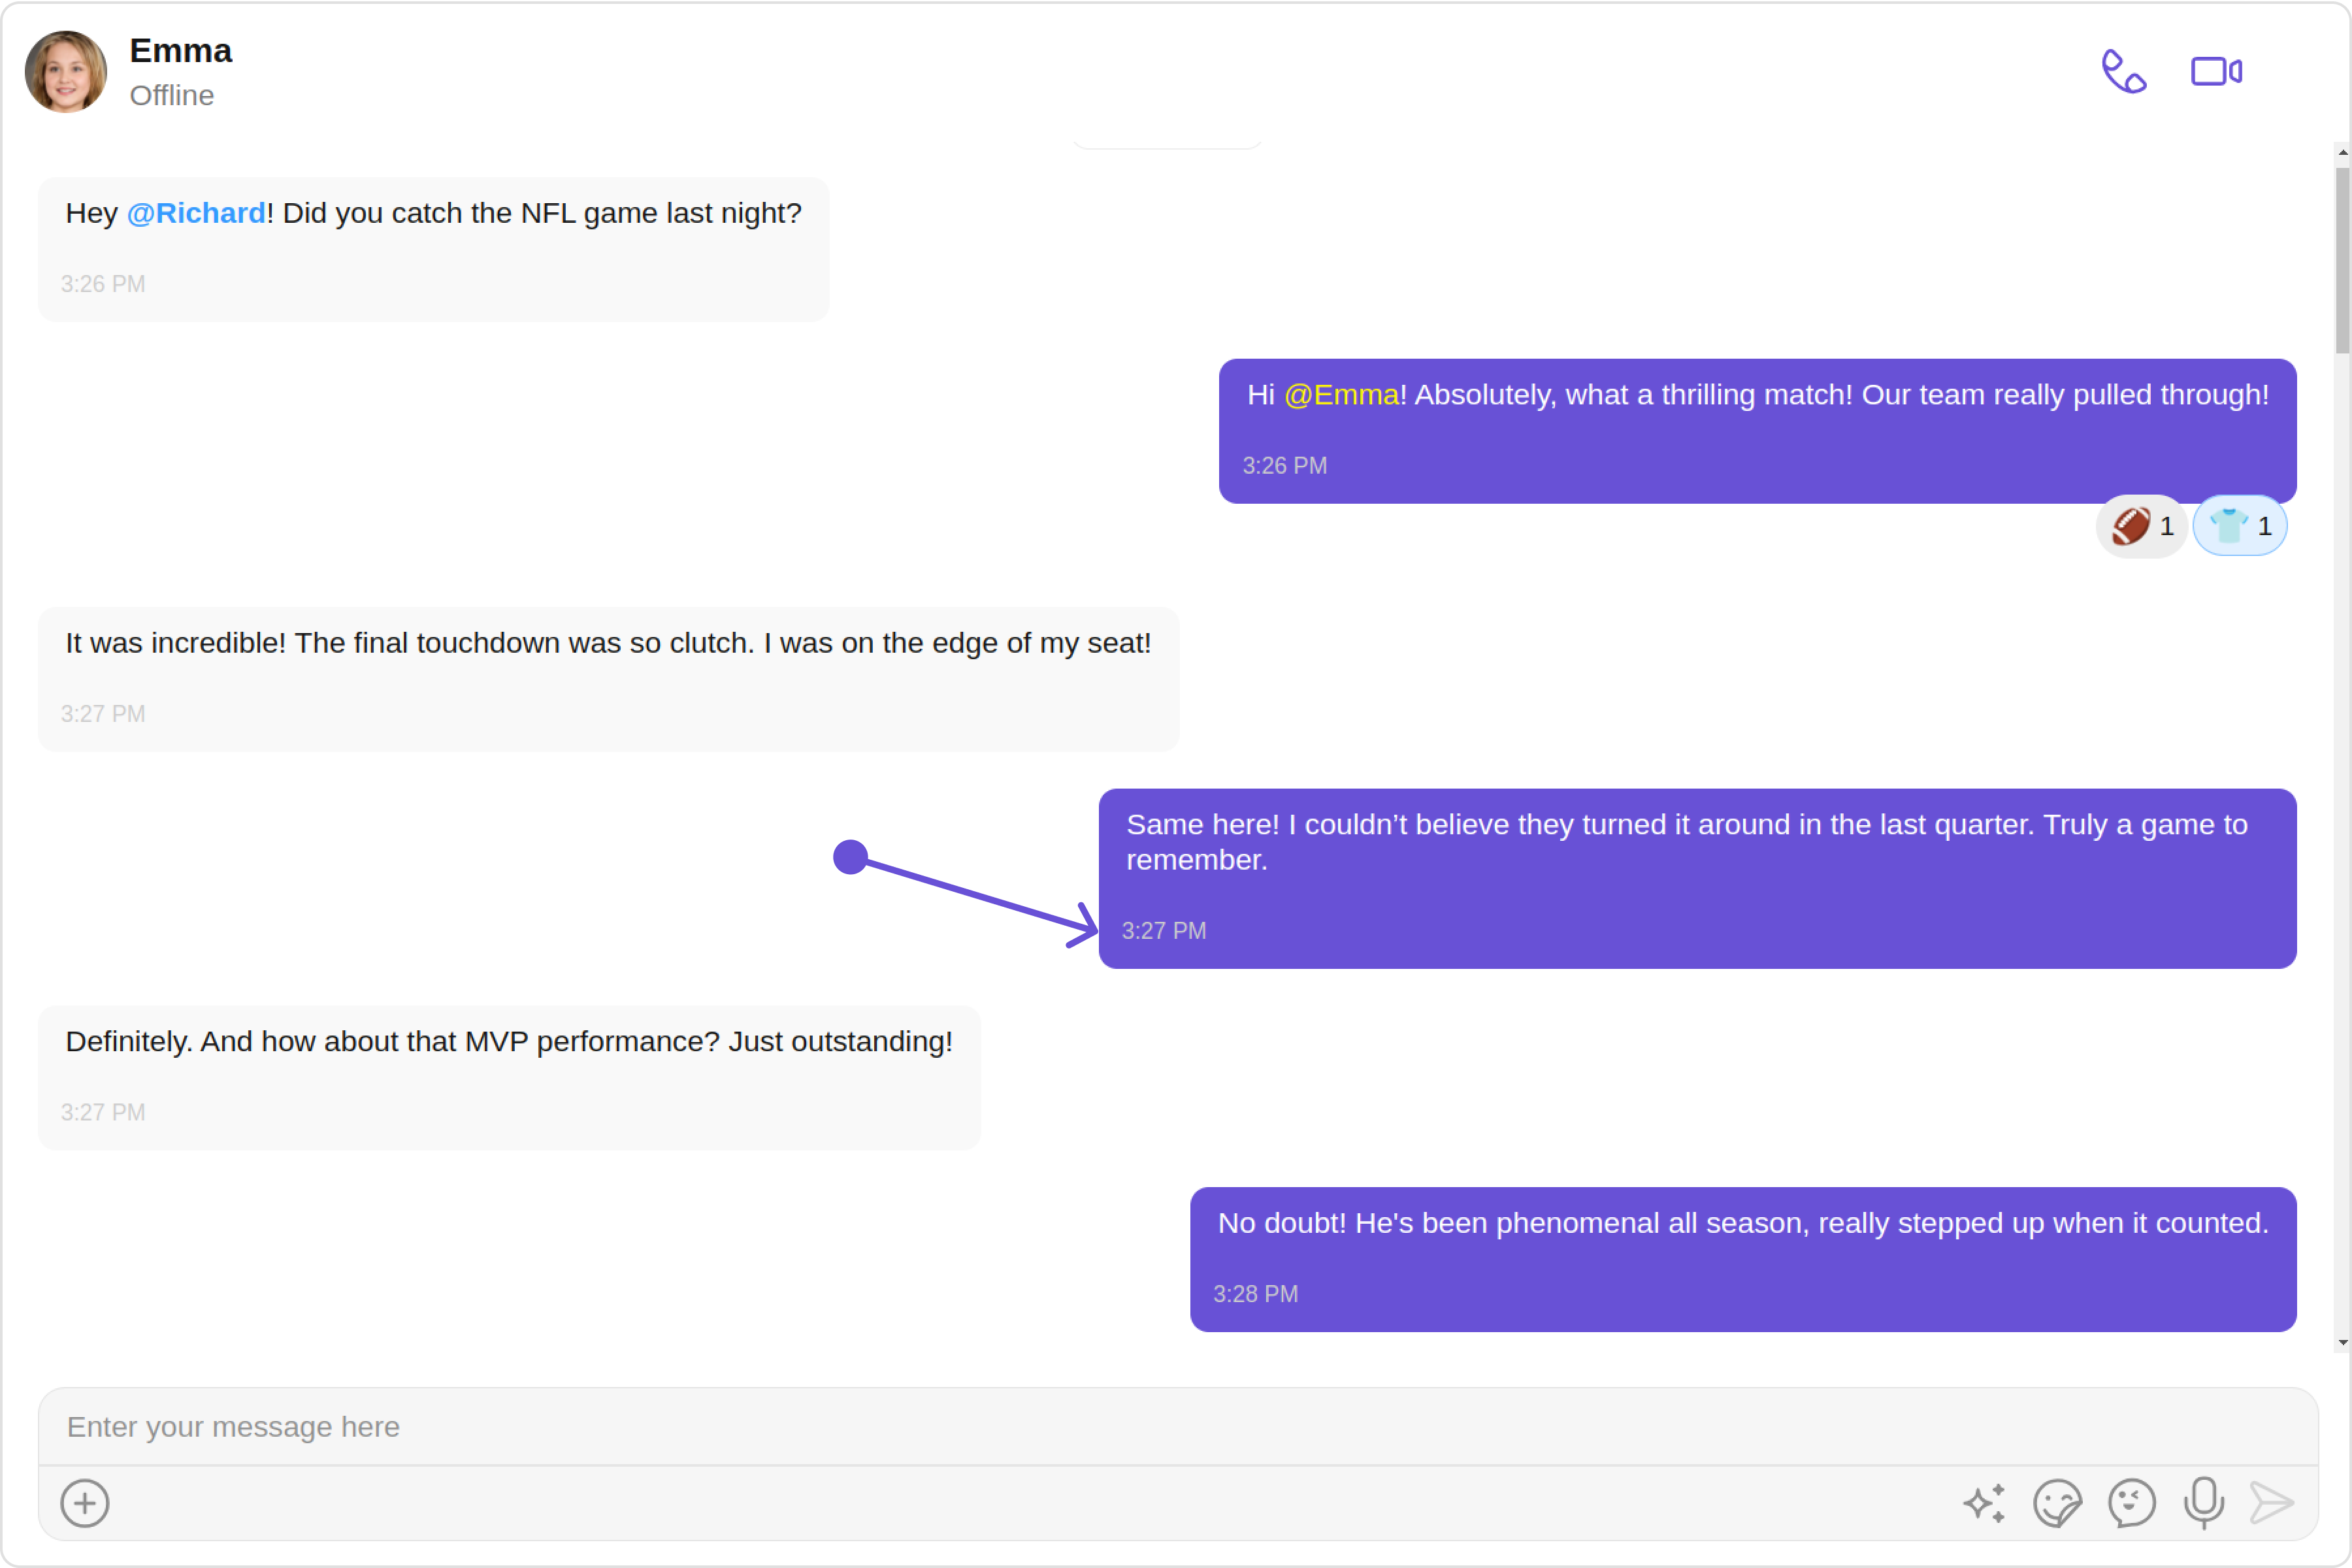 Emma
Offline
Hey @Richard! Did you catch the NFL game last night?
3:26 PM
Hi @Emma! Absolutely, what a thrilling match! Our team really pulled through!
3:26 PM
1 1
It was incredible! The final touchdown was so clutch. I was on the edge of my seat!
3:27 PM
Same here! I couldn’t believe they turned it around in the last quarter. Truly a game to
remember.
3:27 PM
Definitely. And how about that MVP performance? Just outstanding!
3:27 PM
No doubt! He's been phenomenal all season, really stepped up when it counted.
3:28 PM
Enter your message here